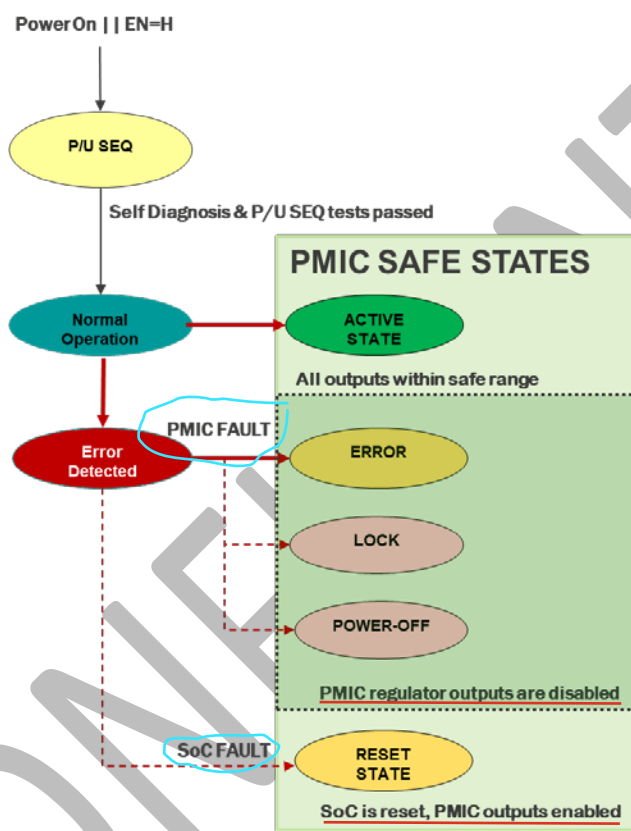 PowerOn || EN=H
P/U SEQ
Self Diagnosis & P/U SEQ tests passed
PMIC SAFE STATES
Normal
Operation
ACTIVE
STATE
All outputs within safe range
PMIC FAULT
Error
Detected
ERROR
LOCK
POWER-OFF
PMIC regulator outputs are disabled
SoC FAULT
RESET
STATE
SoC is reset, PMIC outputs enabled